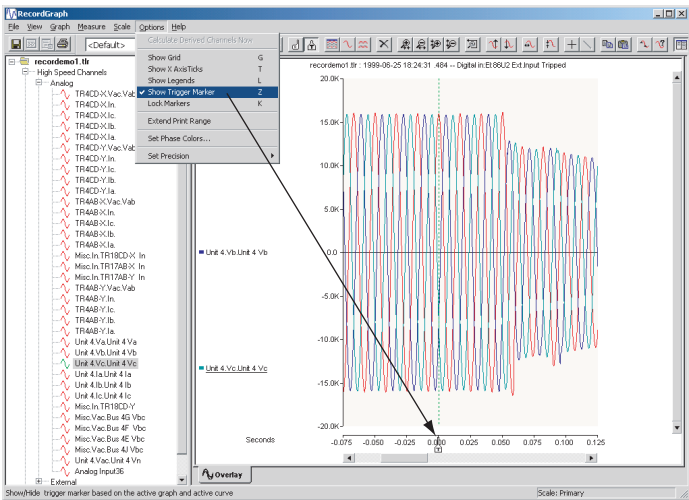 RecordGraph
File View Graph Measure Scale Options Help
<Default>
Calculate Derived Channels Now
Show Grid G
Show X AxisTicks T
Show Legends L
Show Trigger Marker Z
Lock Markers K
Extend Print Range
Set Phase Colors...
Set Precision
recordemo1.tlr
High Speed Channels
Analog
TR4CD-X.Vac.Vab
TR4CD-X.In.
TR4CD-X.Ic.
TR4CD-X.Ib.
TR4CD-X.Ia.
TR4CD-Y.Vac.Vab
TR4CD-Y.In.
TR4CD-Y.Ic.
TR4CD-Y.Ib.
TR4CD-Y.Ia.
TR4AB-X.Vac.Vab
TR4AB-X.In.
TR4AB-X.Ic.
TR4AB-X.Ib.
TR4AB-X.Ia.
Misc.In.TR18CD-X In
Misc.In.TR17AB-X In
Misc.In.TR17AB-Y In
TR4AB-Y.Vac.Vab
TR4AB-Y.In.
TR4AB-Y.Ic.
TR4AB-Y.Ib.
TR4AB-Y.Ia.
Unit 4.Va.Unit 4 Va
Unit 4.Vb.Unit 4 Vb
Unit 4.Vc.Unit 4 Vc
Unit 4.Ia.Unit 4 Ia
Unit 4.Ib.Unit 4 Ib
Unit 4.Ic.Unit 4 Ic
Misc.In.TR18CD-Y
Misc.Vac.Bus 4G Vbc
Misc.Vac.Bus 4F Vbc
Misc.Vac.Bus 4E Vbc
Misc.Vac.Bus 4J Vbc
Unit 4.Vac.Unit 4 Vn
Analog Input36
External
recordemo1.tlr : 1999-06-25 18:24:31 .484 -- Digital in:El:86U2 Ext.Input Tripped
20.0K
15.0K
10.0K
5.0K
0.0
-5.0K
-10.0K
-15.0K
-20.0K
Unit 4.Vb.Unit 4 Vb
Unit 4.Vc.Unit 4 Vc
Seconds
-0.075 -0.050 -0.025 0.000 0.025 0.050 0.075 0.100 0.125
Overlay
Show/Hide trigger marker based on the active graph and active curve
Scale: Primary